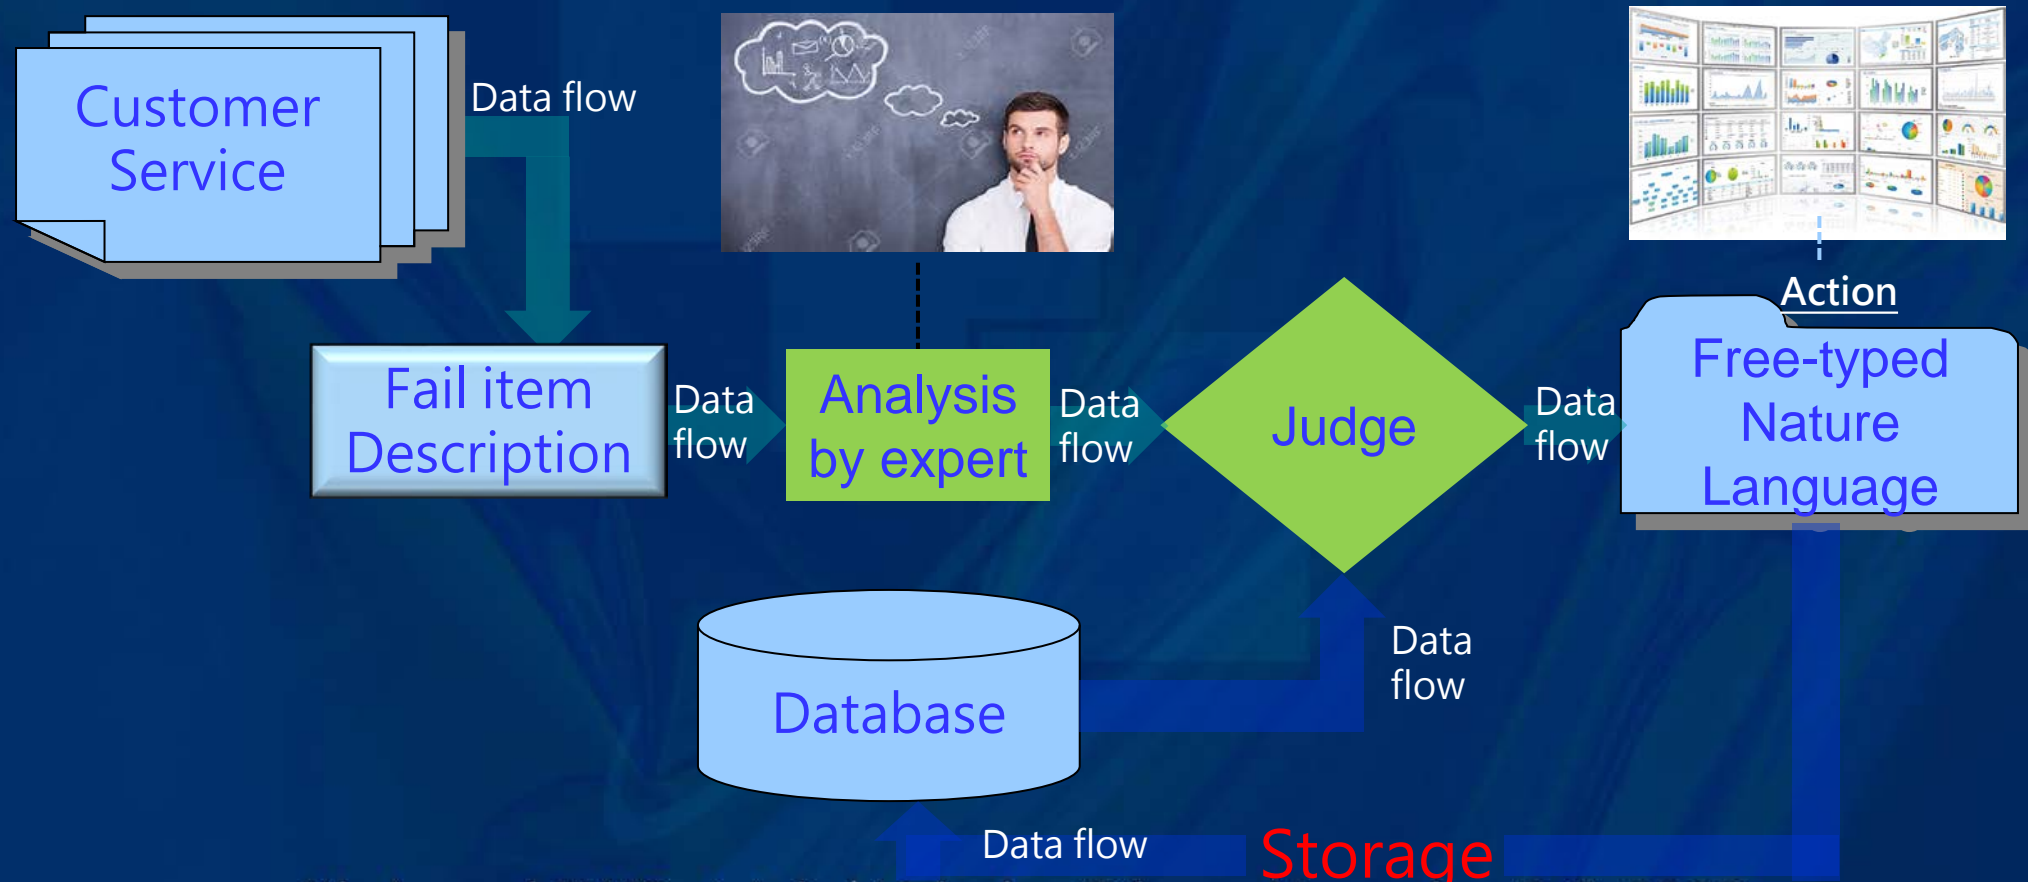 Customer
Service
Data flow
Action
Fail item
Description
Data
flow
Analysis
by expert
Data
flow
Judge
Data
flow
Free-typed
Nature
Language
Database
Data
flow
Data flow
Storage